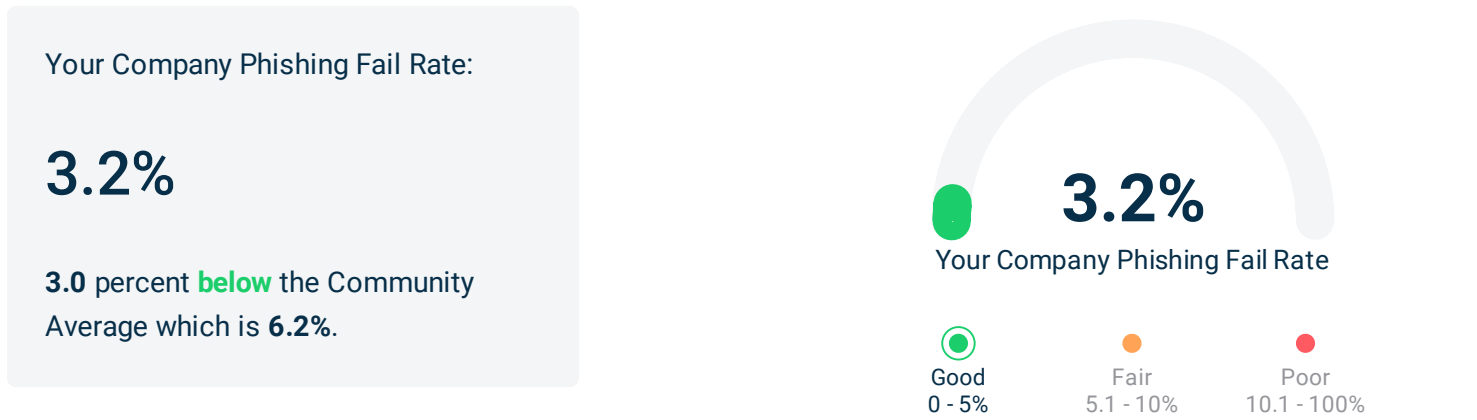 Your Company Phishing Fail Rate:
3.2%
3.0 percent below the Community
Average which is 6.2%.
3.2%
Your Company Phishing Fail Rate
Good
0 - 5%
Fair
5.1 - 10%
Poor
10.1 - 100%